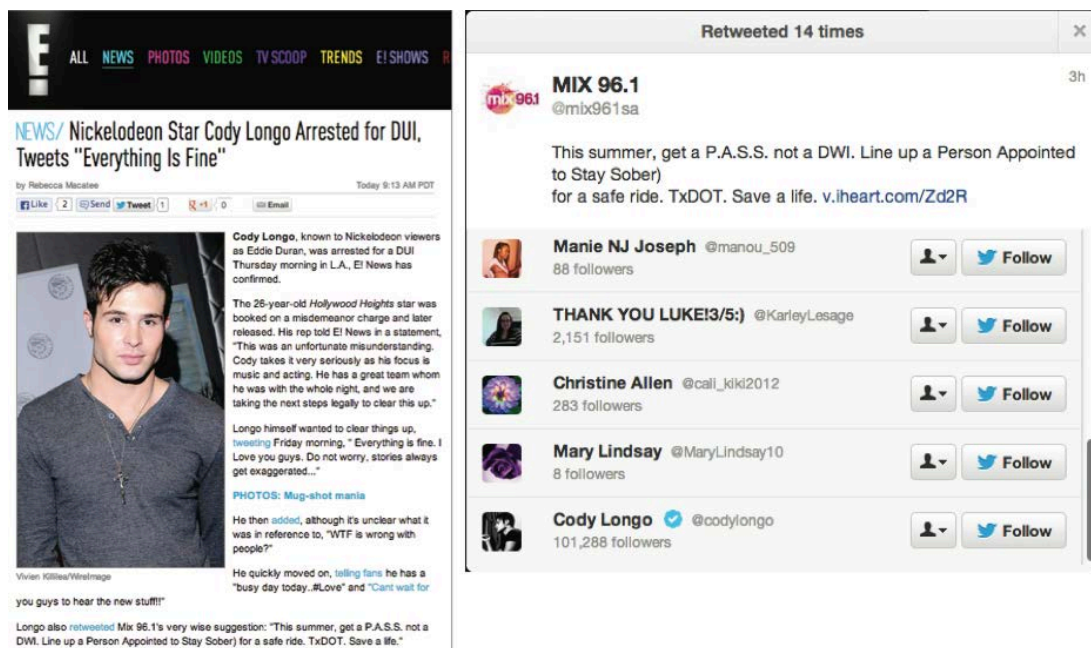 E!
ALL NEWS PHOTOS VIDEOS TV SCOOP TRENDS E! SHOWS R
NEWS/ Nickelodeon Star Cody Longo Arrested for DUI,
Tweets "Everything Is Fine"
by Rebecca Macatee Today 9:13 AM PDT
Like 2 Send Tweet 1 +1 0 Email
Cody Longo, known to Nickelodeon viewers
as Eddie Duran, was arrested for a DUI
Thursday morning in L.A., E! News has
confirmed.
The 26-year-old Hollywood Heights star was
booked on a misdemeanor charge and later
released. His rep told E! News in a statement,
"This was an unfortunate misunderstanding.
Cody takes it very seriously as his focus is
music and acting. He has a great team whom
he was with the whole night, and we are
taking the next steps legally to clear this up."
Longo himself wanted to clear things up,
tweeting Friday morning, " Everything is fine. I
Love you guys. Do not worry, stories always
get exaggerated..."
PHOTOS: Mug-shot mania
He then added, although it's unclear what it
was in reference to, "WTF is wrong with
people?"
He quickly moved on, telling fans he has a
"busy day today..#Love" and "Cant wait for
Vivien Killilea/WireImage
you guys to hear the new stuff!!"
Longo also retweeted Mix 96.1's very wise suggestion: "This summer, get a P.A.S.S. not a
DWI. Line up a Person Appointed to Stay Sober) for a safe ride. TxDOT. Save a life."
Retweeted 14 times ×
mix 96.1
MIX 96.1 3h
@mix961sa
This summer, get a P.A.S.S. not a DWI. Line up a Person Appointed
to Stay Sober)
for a safe ride. TxDOT. Save a life. v.iheart.com/Zd2R
Manie NJ Joseph @manou_509
88 followers
Follow
THANK YOU LUKE!3/5:) @KarleyLesage
2,151 followers
Follow
Christine Allen @cali_kiki2012
283 followers
Follow
Mary Lindsay @MaryLindsay10
8 followers
Follow
Cody Longo @codylongo
101,288 followers
Follow